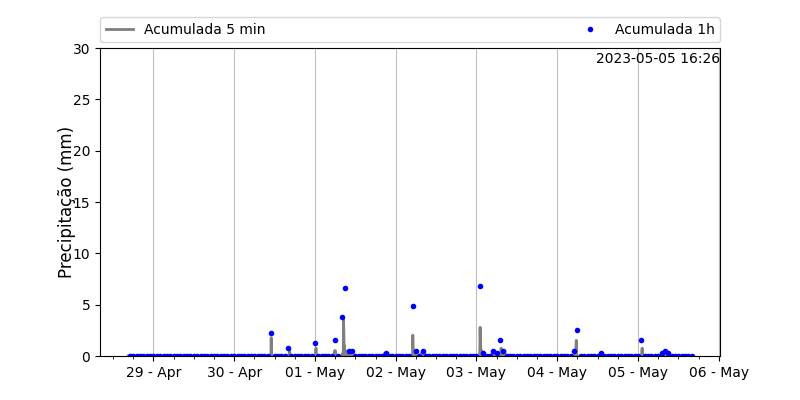 Acumulada 5 min
Acumulada 1h
2023-05-05 16:26
Precipitação (mm)
30
25
20
15
10
5
0
29 - Apr
30 - Apr
01 - May
02 - May
03 - May
04 - May
05 - May
06 - May